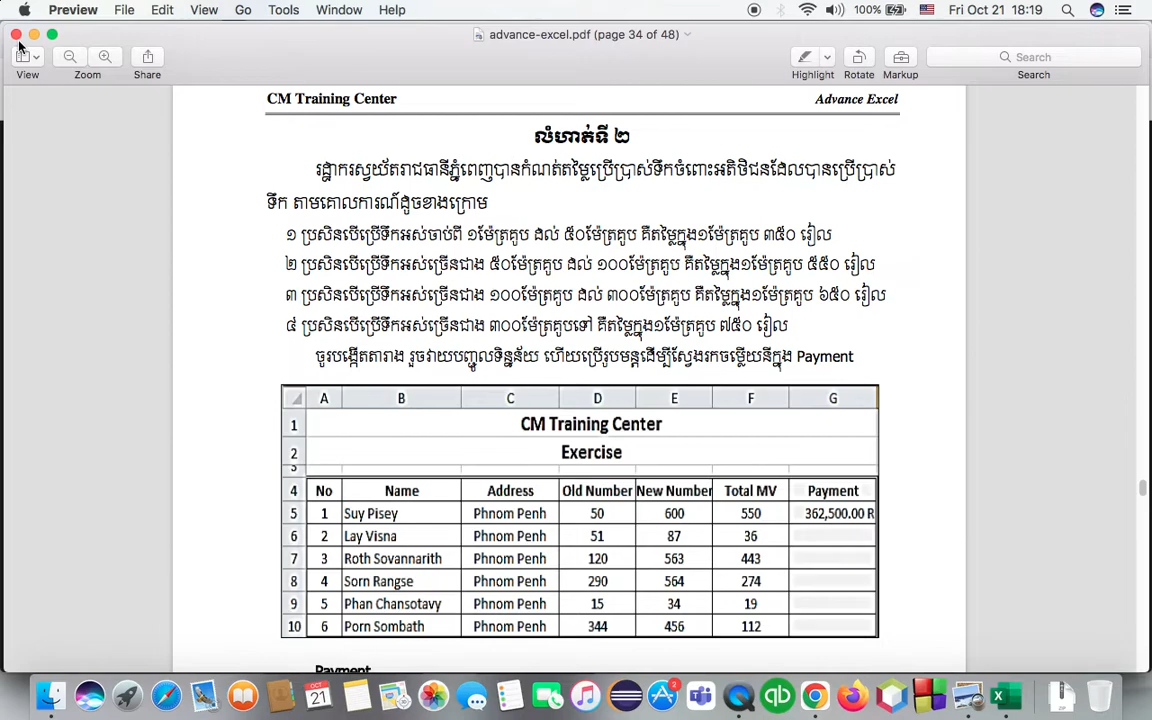 Preview File Edit View Go Tools Window Help 100% Fri Oct 21 18:19
advance-excel.pdf (page 34 of 48)
View Zoom Share Highlight Rotate Markup Search
Search
CM Training Center Advance Excel
លំហាត់ទី ២
រដ្ឋាករស្វយ័តរាជធានីភ្នំពេញបានកំណត់តម្លៃប្រើប្រាស់ទឹកចំពោះអតិថិជនដែលបានប្រើប្រាស់
ទឹក តាមគោលការណ៍ដូចខាងក្រោម
១ ប្រសិនបើប្រើទឹកអស់ចាប់ពី ១ម៉ែត្រគូប ដល់ ៥០ម៉ែត្រគូប គឺតម្លៃក្នុង១ម៉ែត្រគូប ៣៥០ រៀល
២ ប្រសិនបើប្រើទឹកអស់ច្រើនជាង ៥០ម៉ែត្រគូប ដល់ ១០០ម៉ែត្រគូប គឺតម្លៃក្នុង១ម៉ែត្រគូប ៥៥០ រៀល
៣ ប្រសិនបើប្រើទឹកអស់ច្រើនជាង ១០០ម៉ែត្រគូប ដល់ ៣០០ម៉ែត្រគូប គឺតម្លៃក្នុង១ម៉ែត្រគូប ៦៥០ រៀល
៤ ប្រសិនបើប្រើទឹកអស់ច្រើនជាង ៣០០ម៉ែត្រគូបទៅ គឺតម្លៃក្នុង១ម៉ែត្រគូប ៧៥០ រៀល
ចូរបង្កើតតារាង រួចវាយបញ្ចូលទិន្នន័យ ហើយប្រើរូបមន្តដើម្បីស្វែងរកចម្លើយនីក្នុង Payment
A B C D E F G
1 CM Training Center
2 Exercise
3
4 No Name Address Old Number New Number Total MV Payment
5 1 Suy Pisey Phnom Penh 50 600 550 362,500.00 R
6 2 Lay Visna Phnom Penh 51 87 36
7 3 Roth Sovannarith Phnom Penh 120 563 443
8 4 Sorn Rangse Phnom Penh 290 564 274
9 5 Phan Chansotavy Phnom Penh 15 34 19
10 6 Porn Sombath Phnom Penh 344 456 112
Payment
OCT
21
2